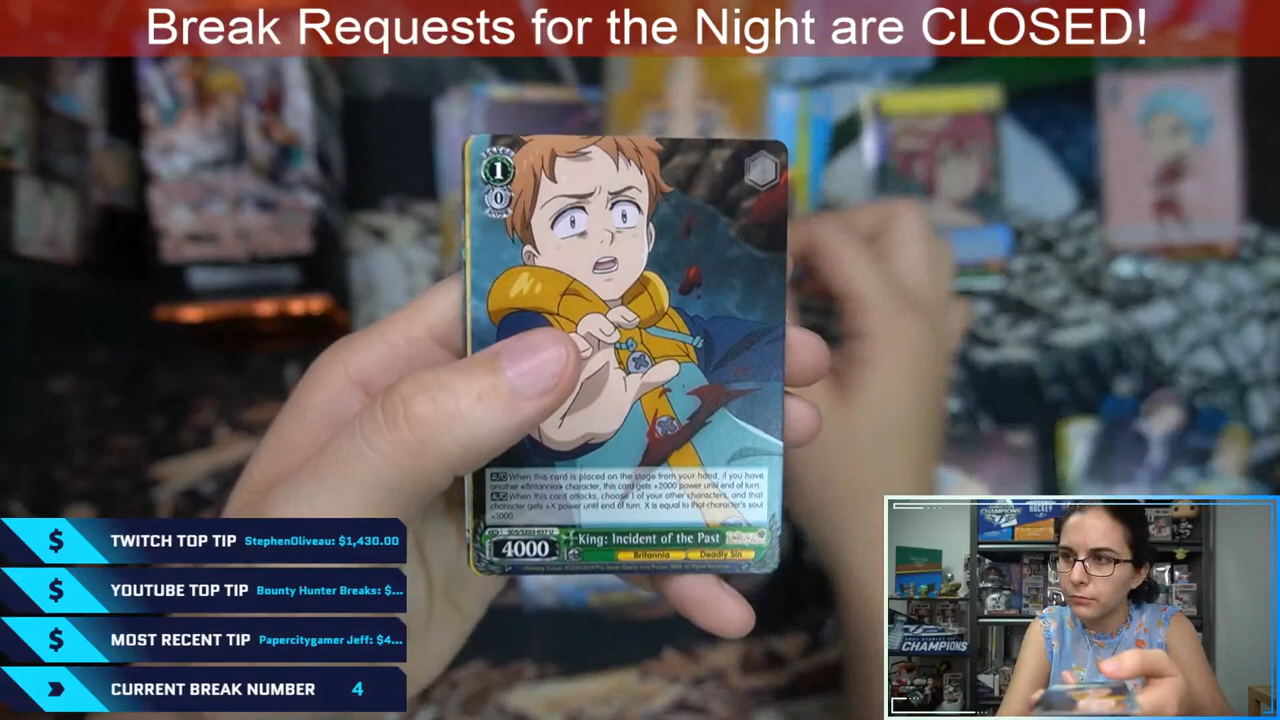 Break Requests for the Night are CLOSED!
1
0
AUTO When this card is placed on the stage from your hand, if you have
another «Britannia» character, this card gets +2000 power until end of turn.
AUTO When this card attacks, choose 1 of your other characters, and that
character gets +X power until end of turn. X is equal to that character's soul
×1000.
King: Incident of the Past
4000
Britannia Deadly Sin
$ TWITCH TOP TIP StephenOliveau: $1,430.00
$ YOUTUBE TOP TIP Bounty Hunter Breaks: $...
$ MOST RECENT TIP Papercitygamer Jeff: $4...
CURRENT BREAK NUMBER 4
CHAMPIONS
HOCKEY
CHAMPIONS